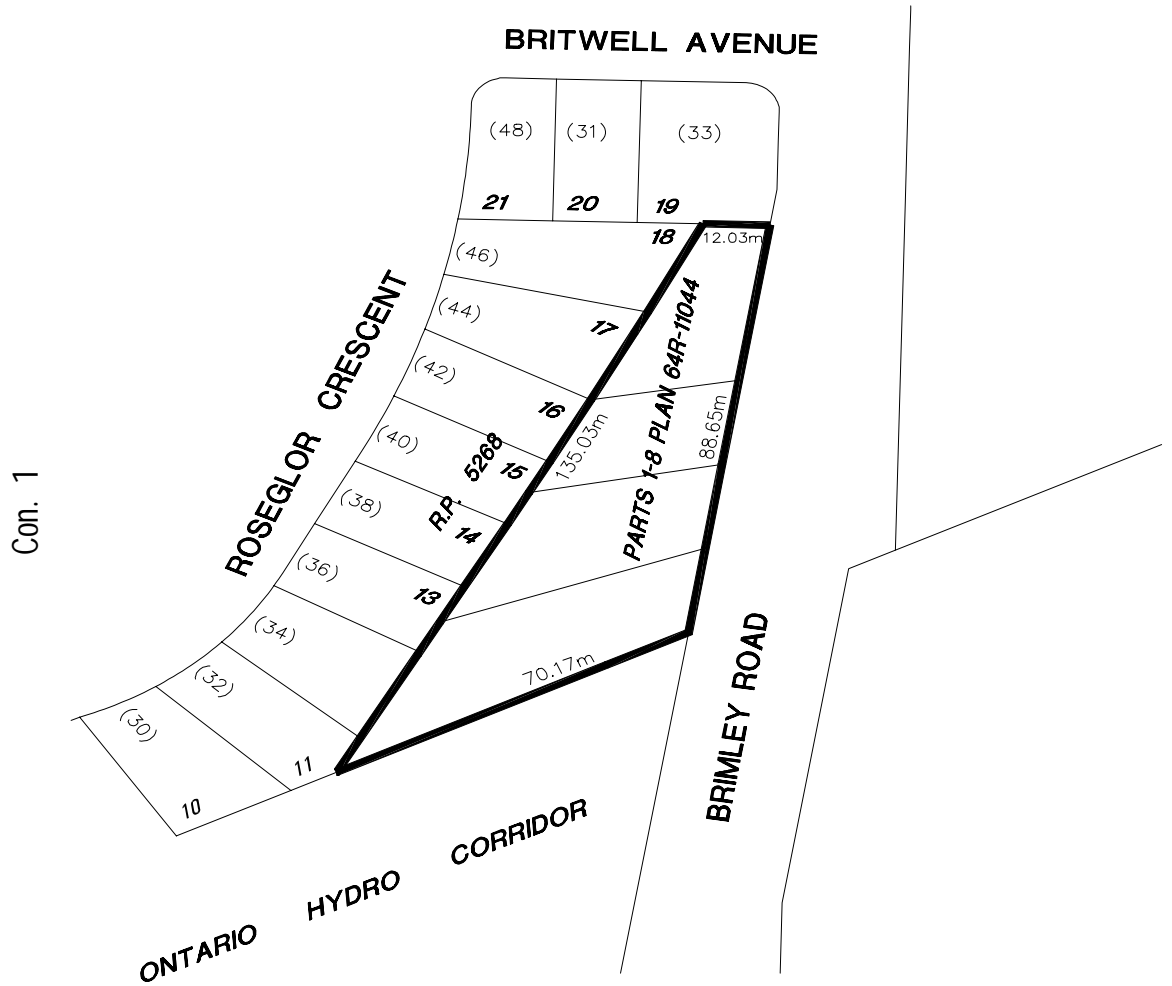 BRITWELL AVENUE
(48) (31) (33)
21 20 19
18 12.03m
(46)
(44) 17
(42) 16
(40) 15
(38) 14
(36) 13
(34)
(32)
(30)
11
10
ROSEGLOR CRESCENT
R.P. 5268
135.03m
PARTS 1-8 PLAN 64R-11044
88.65m
70.17m
BRIMLEY ROAD
ONTARIO HYDRO CORRIDOR
Con. 1